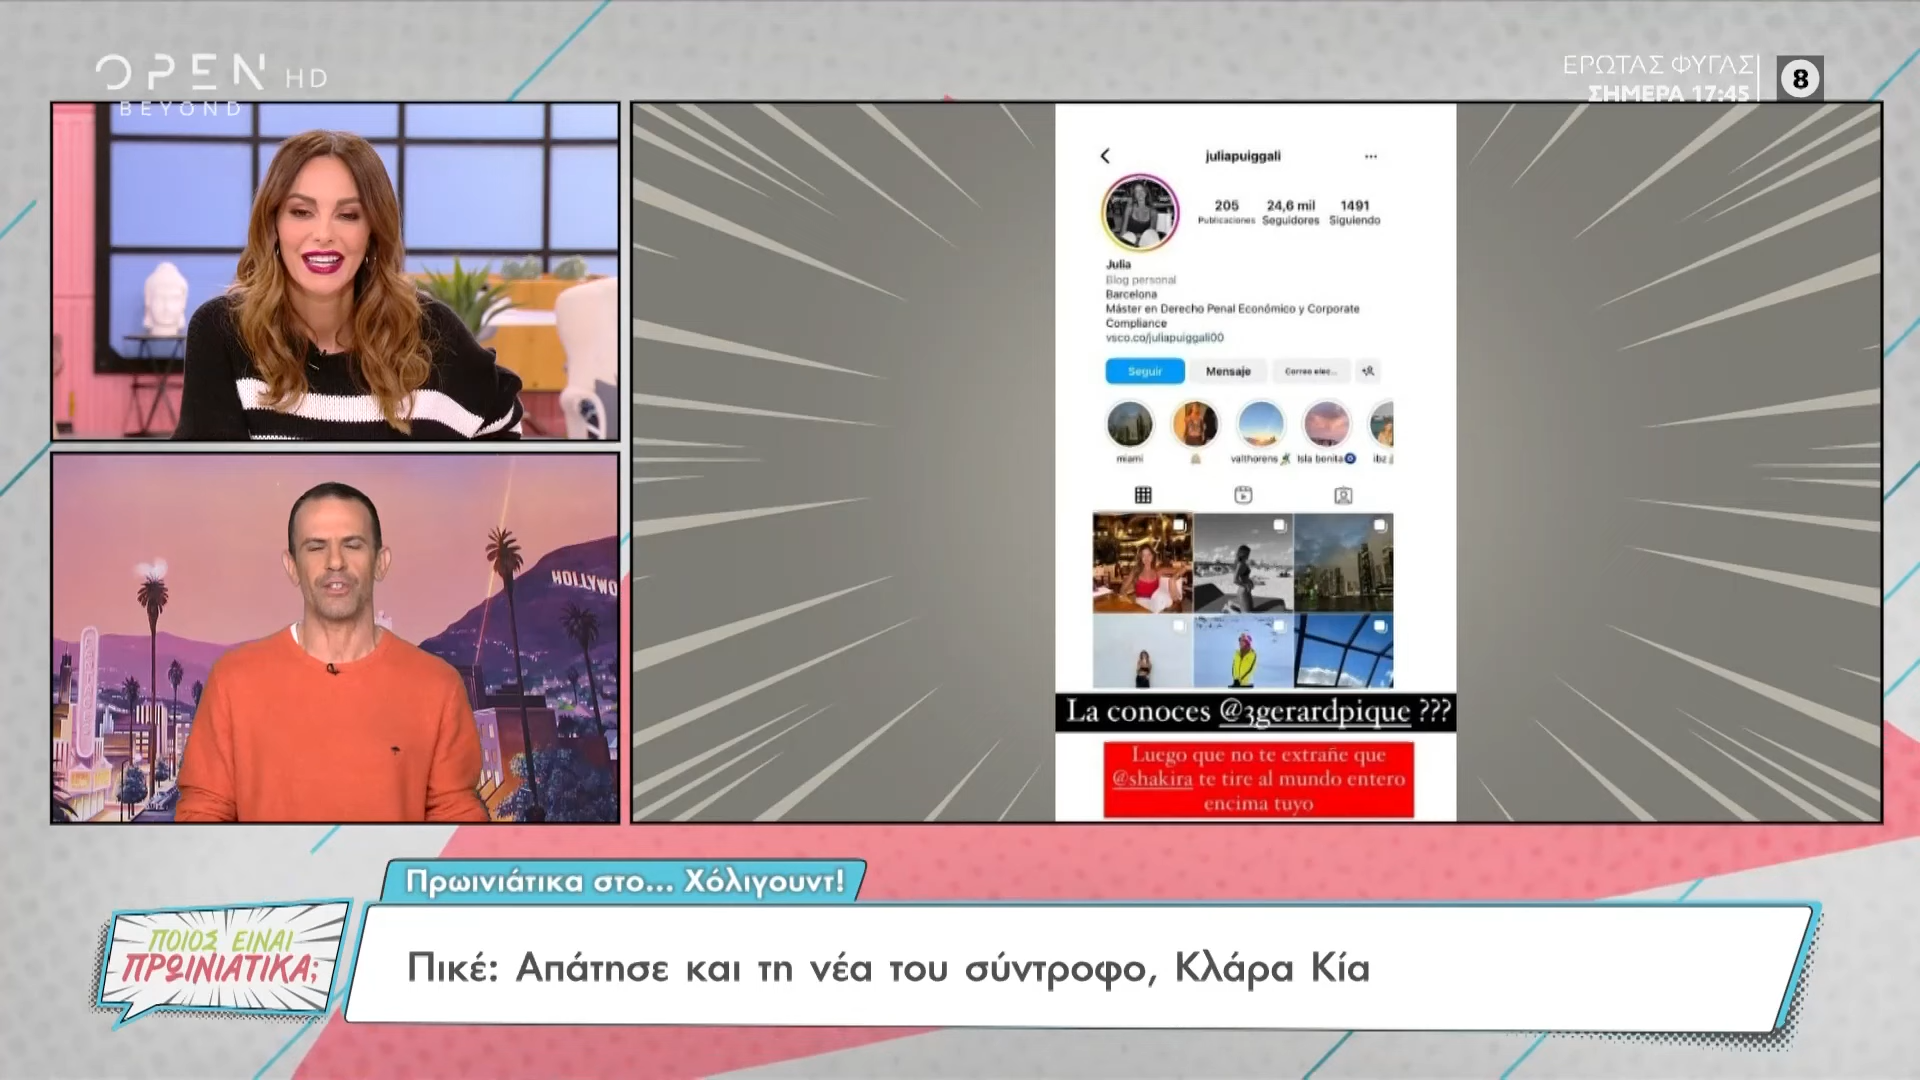 OPEN HD
BEYOND
ΕΡΩΤΑΣ ΦΥΓΑΣ
ΣΗΜΕΡΑ 17:45
8
HOLLYWO
juliapuiggali
205 24,6 mil 1491
Publicaciones Seguidores Siguiendo
Julia
Blog personal
Barcelona
Máster en Derecho Penal Económico y Corporate
Compliance
vsco.co/juliapuiggali00
Seguir Mensaje Correo elec...
miami valthorens Isla bonita ibz
La conoces @3gerardpique ???
Luego que no te extrañe que
@shakira te tire al mundo entero
encima tuyo
Πρωινιάτικα στο... Χόλιγουντ!
ΠΟΙΟΣ ΕΙΝΑΙ
ΠΡΩΙΝΙΑΤΙΚΑ;
Πικέ: Απάτησε και τη νέα του σύντροφο, Κλάρα Κία